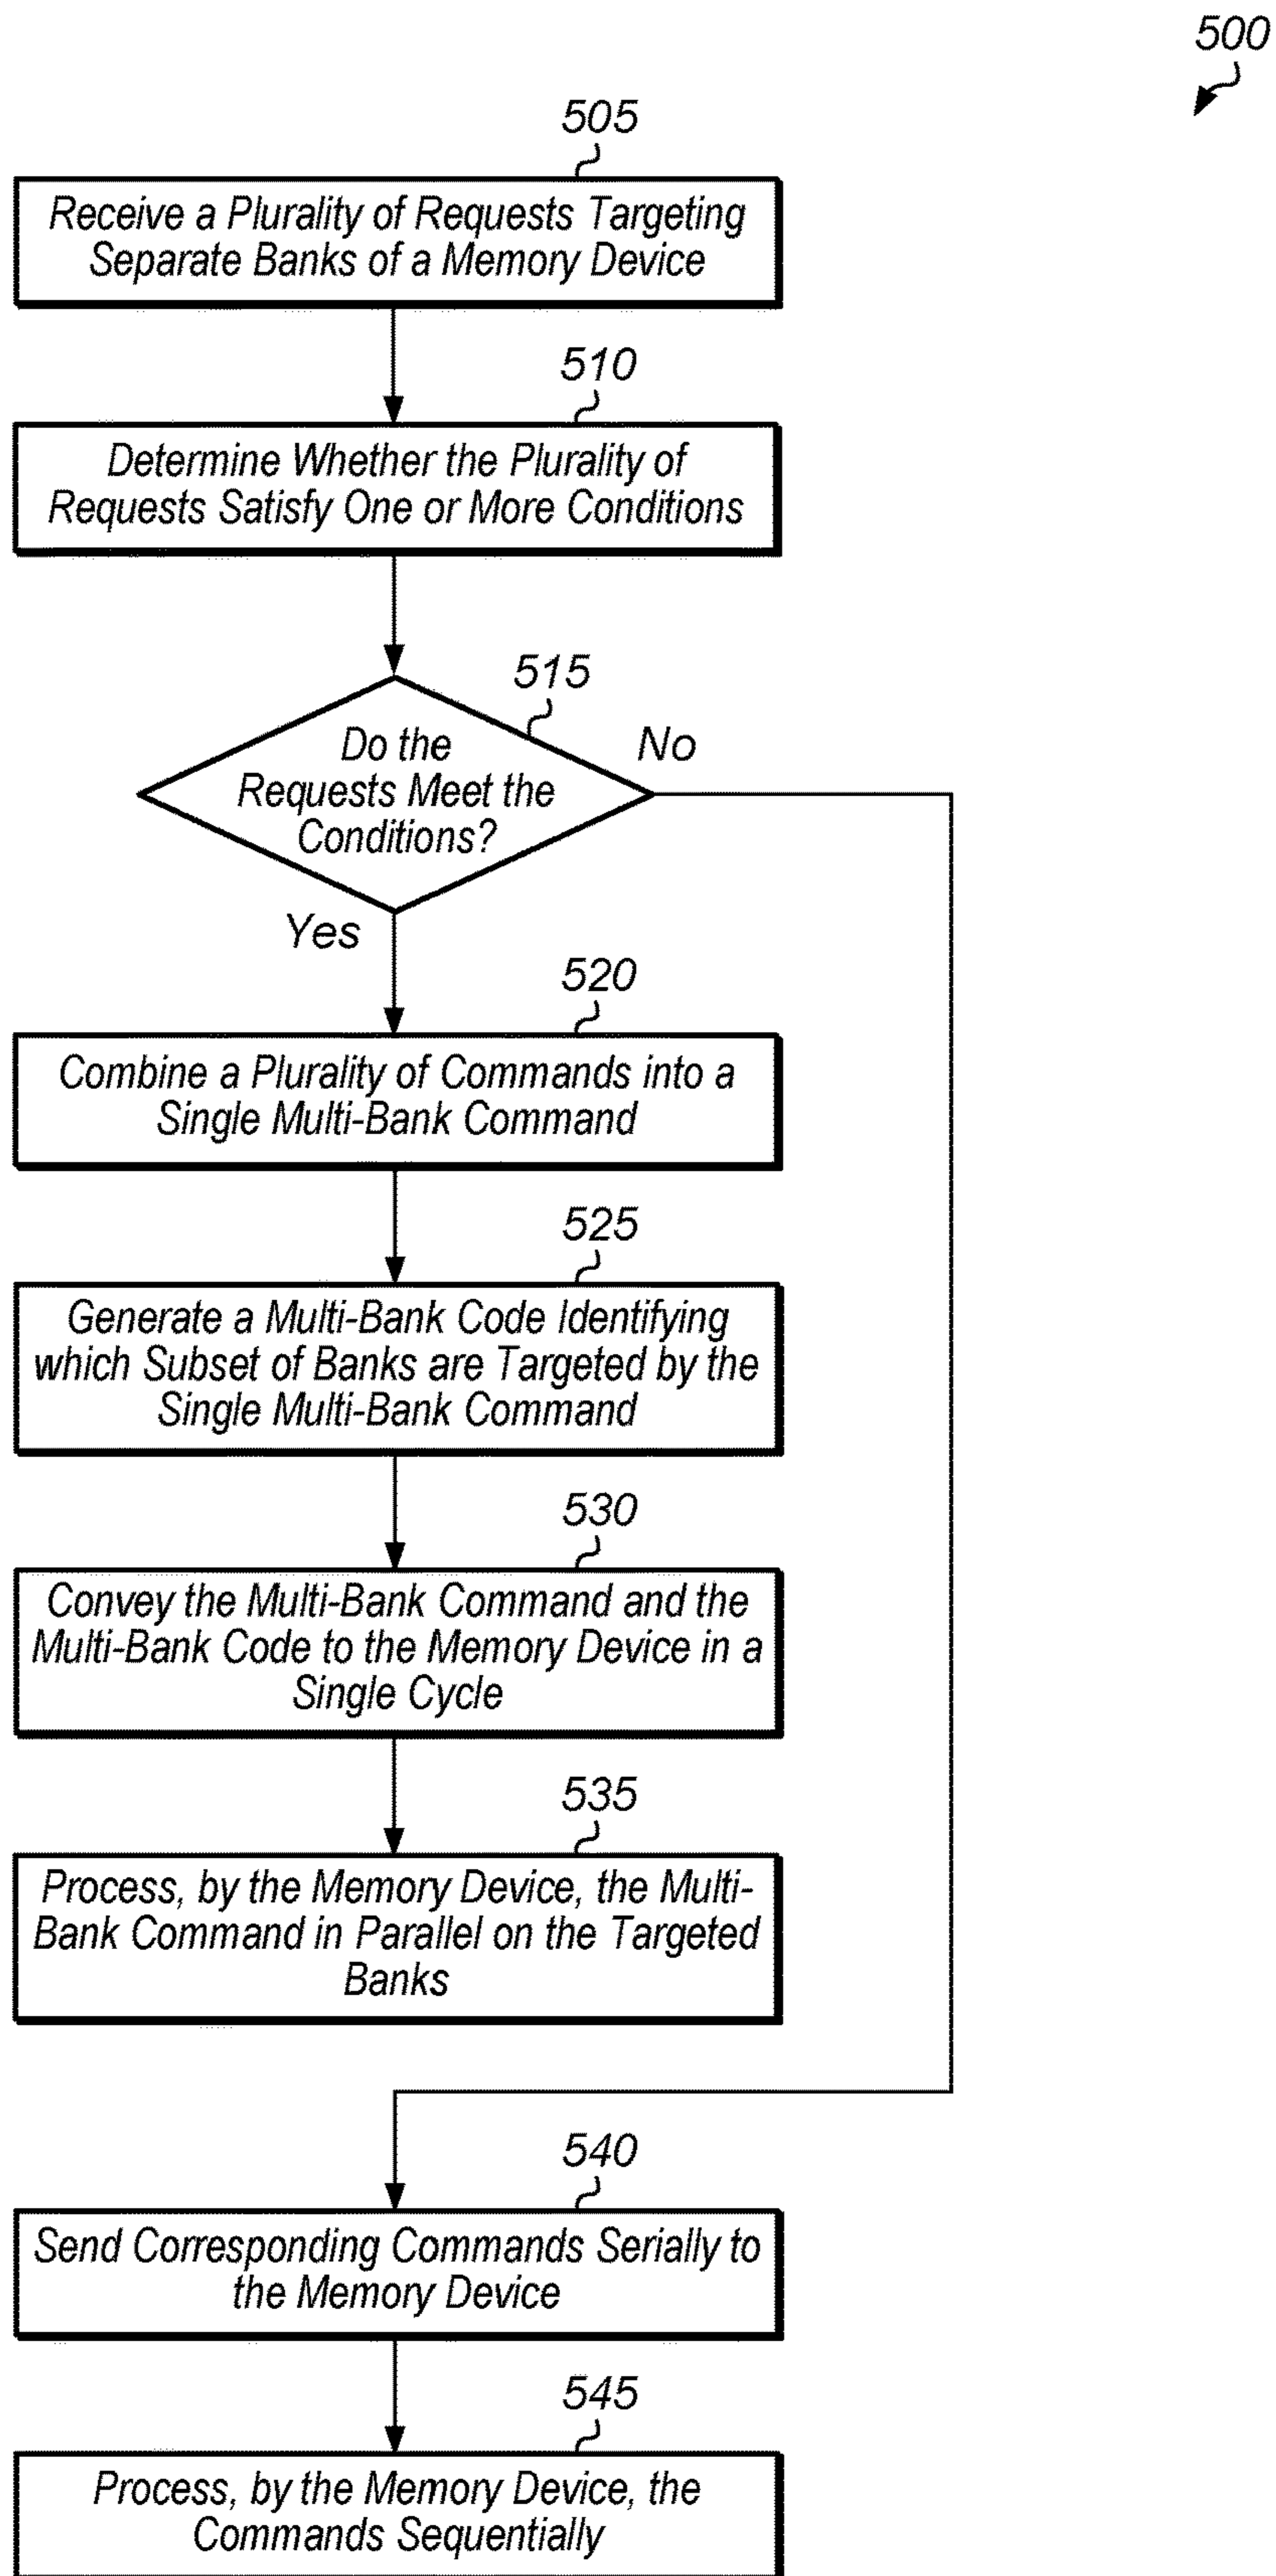 500
505
Receive a Plurality of Requests Targeting
Separate Banks of a Memory Device
510
Determine Whether the Plurality of
Requests Satisfy One or More Conditions
515
Do the
Requests Meet the
Conditions?
No
Yes
520
Combine a Plurality of Commands into a
Single Multi-Bank Command
525
Generate a Multi-Bank Code Identifying
which Subset of Banks are Targeted by the
Single Multi-Bank Command
530
Convey the Multi-Bank Command and the
Multi-Bank Code to the Memory Device in a
Single Cycle
535
Process, by the Memory Device, the Multi-
Bank Command in Parallel on the Targeted
Banks
540
Send Corresponding Commands Serially to
the Memory Device
545
Process, by the Memory Device, the
Commands Sequentially